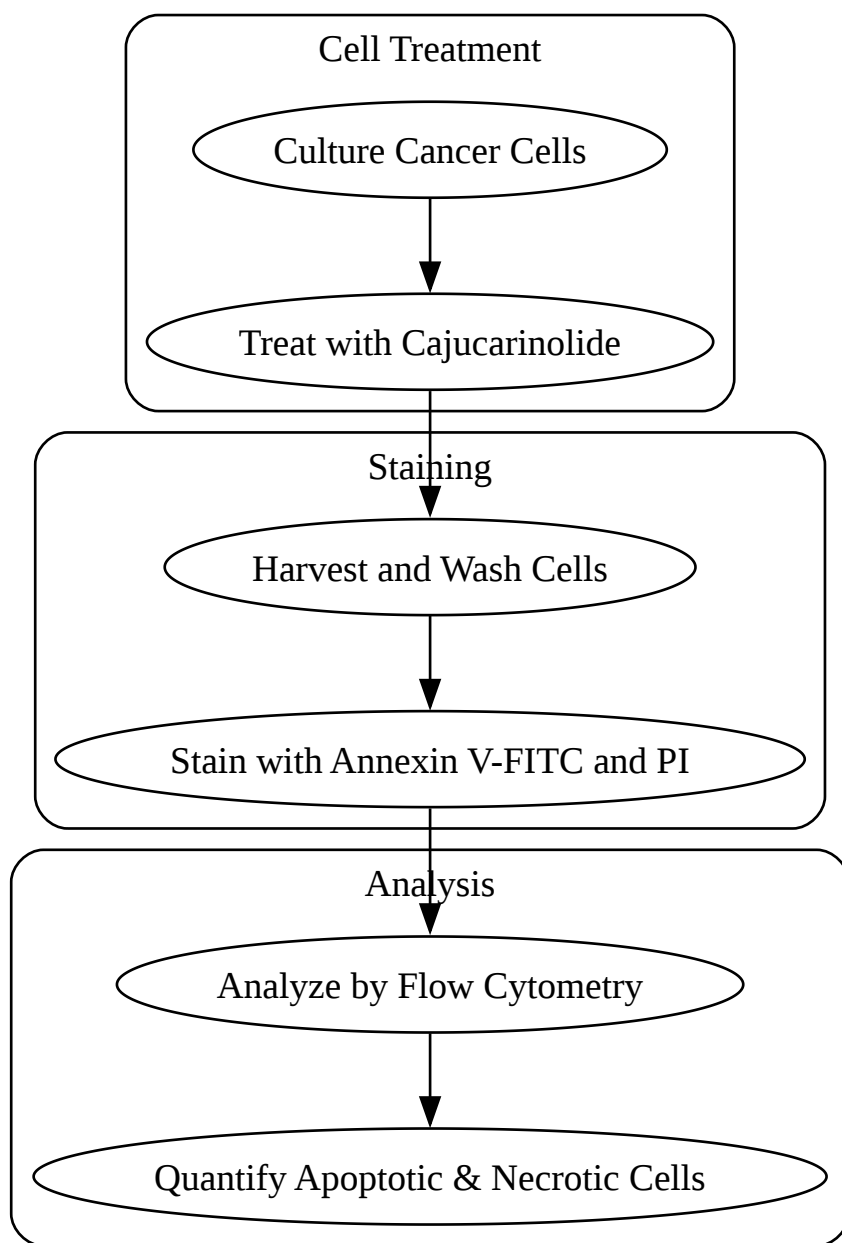 Cell Treatment
Culture Cancer Cells
Treat with Cajucarinolide
Staining
Harvest and Wash Cells
Stain with Annexin V-FITC and PI
Analysis
Analyze by Flow Cytometry
Quantify Apoptotic & Necrotic Cells